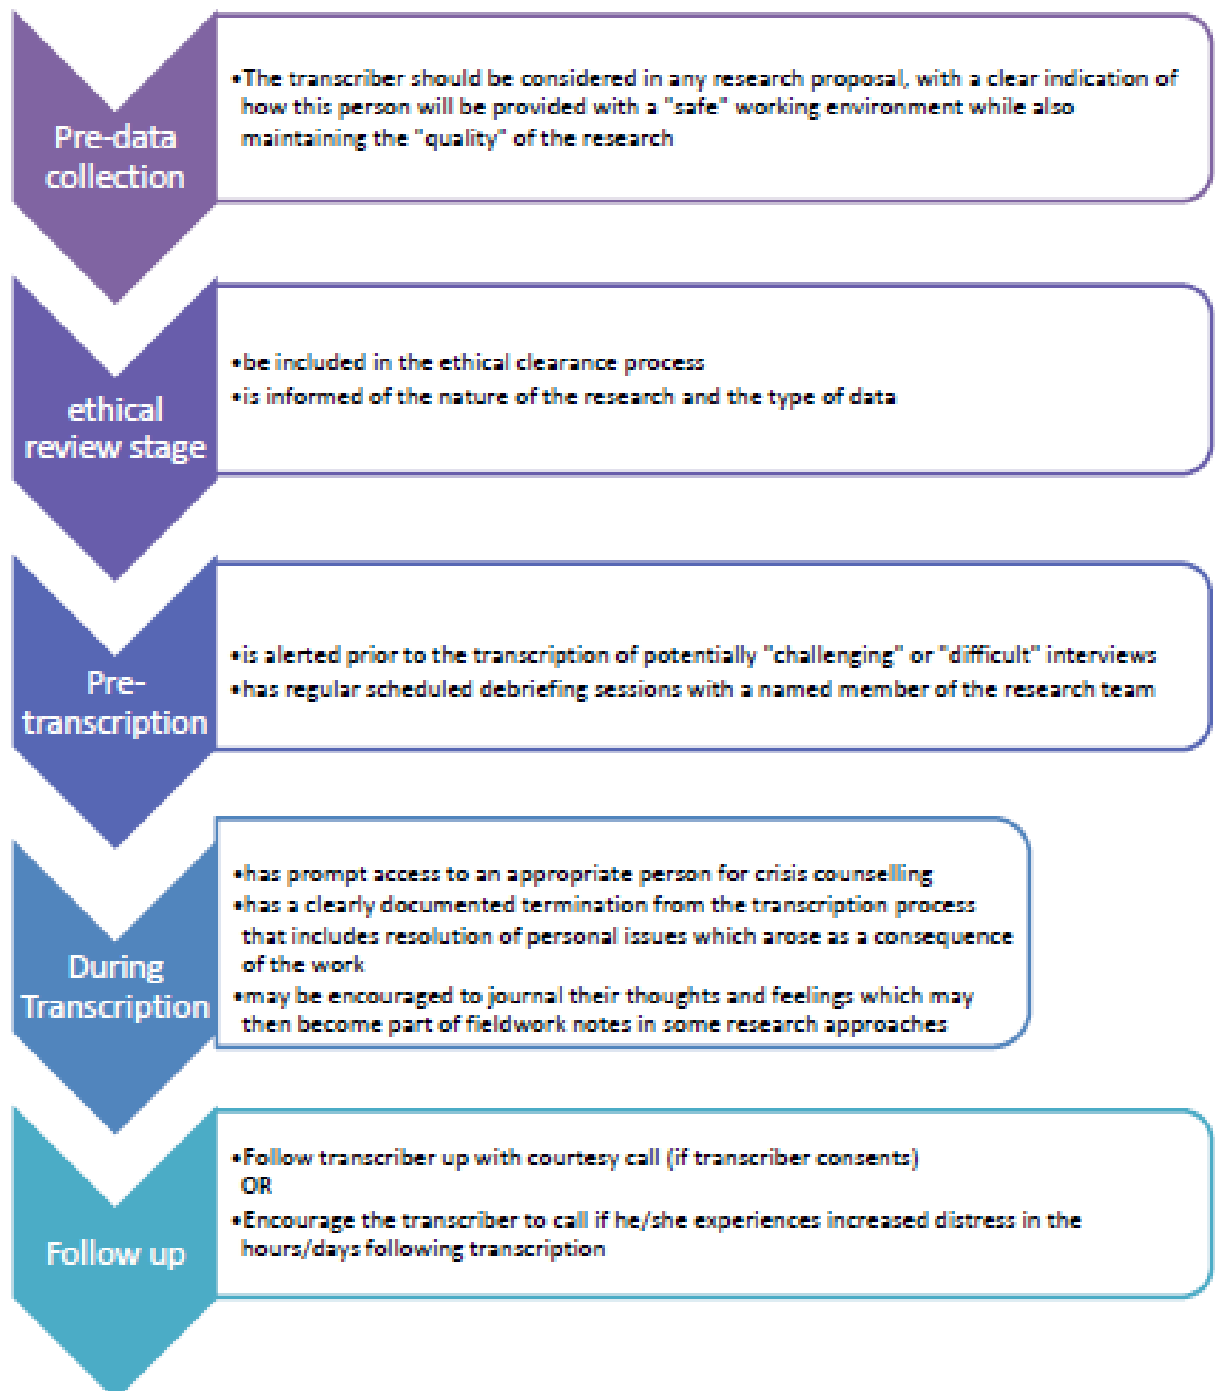 Pre-data
collection
•The transcriber should be considered in any research proposal, with a clear indication of
how this person will be provided with a "safe" working environment while also
maintaining the "quality" of the research
ethical
review stage
•be included in the ethical clearance process
•is informed of the nature of the research and the type of data
Pre-
transcription
•is alerted prior to the transcription of potentially "challenging" or "difficult" interviews
•has regular scheduled debriefing sessions with a named member of the research team
During
Transcription
•has prompt access to an appropriate person for crisis counselling
•has a clearly documented termination from the transcription process
that includes resolution of personal issues which arose as a consequence
of the work
•may be encouraged to journal their thoughts and feelings which may
then become part of fieldwork notes in some research approaches
Follow up
•Follow transcriber up with courtesy call (if transcriber consents)
OR
•Encourage the transcriber to call if he/she experiences increased distress in the
hours/days following transcription